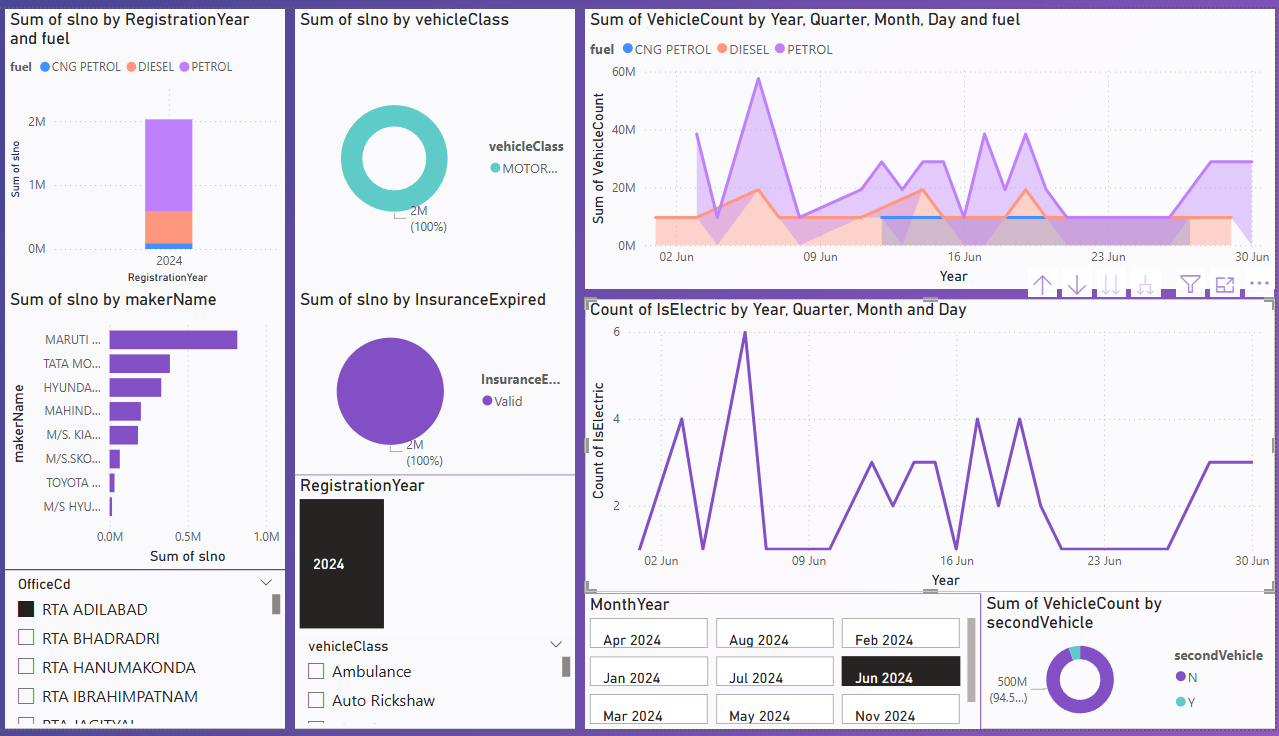 Sum of slno by RegistrationYear
and fuel
fuel CNG PETROL DIESEL PETROL
2M
1M
0M
Sum of slno
2024
RegistrationYear
Sum of slno by makerName
makerName
MARUTI ...
TATA MO...
HYUNDA...
MAHIND...
M/S. KIA...
M/S.SKO...
TOYOTA ...
M/S HYU...
0.0M 0.5M 1.0M
Sum of slno
OfficeCd
RTA ADILABAD
RTA BHADRADRI
RTA HANUMAKONDA
RTA IBRAHIMPATNAM
Sum of slno by vehicleClass
vehicleClass
MOTOR...
2M
(100%)
Sum of slno by InsuranceExpired
InsuranceE...
Valid
2M
(100%)
RegistrationYear
2024
vehicleClass
Ambulance
Auto Rickshaw
Sum of VehicleCount by Year, Quarter, Month, Day and fuel
fuel CNG PETROL DIESEL PETROL
60M
40M
20M
0M
Sum of VehicleCount
02 Jun 09 Jun 16 Jun 23 Jun 30 Jun
Year
Count of IsElectric by Year, Quarter, Month and Day
6
4
2
Count of IsElectric
02 Jun 09 Jun 16 Jun 23 Jun 30 Jun
Year
MonthYear
Apr 2024 Aug 2024 Feb 2024
Jan 2024 Jul 2024 Jun 2024
Mar 2024 May 2024 Nov 2024
Sum of VehicleCount by
secondVehicle
500M
(94.5...)
secondVehicle
N
Y